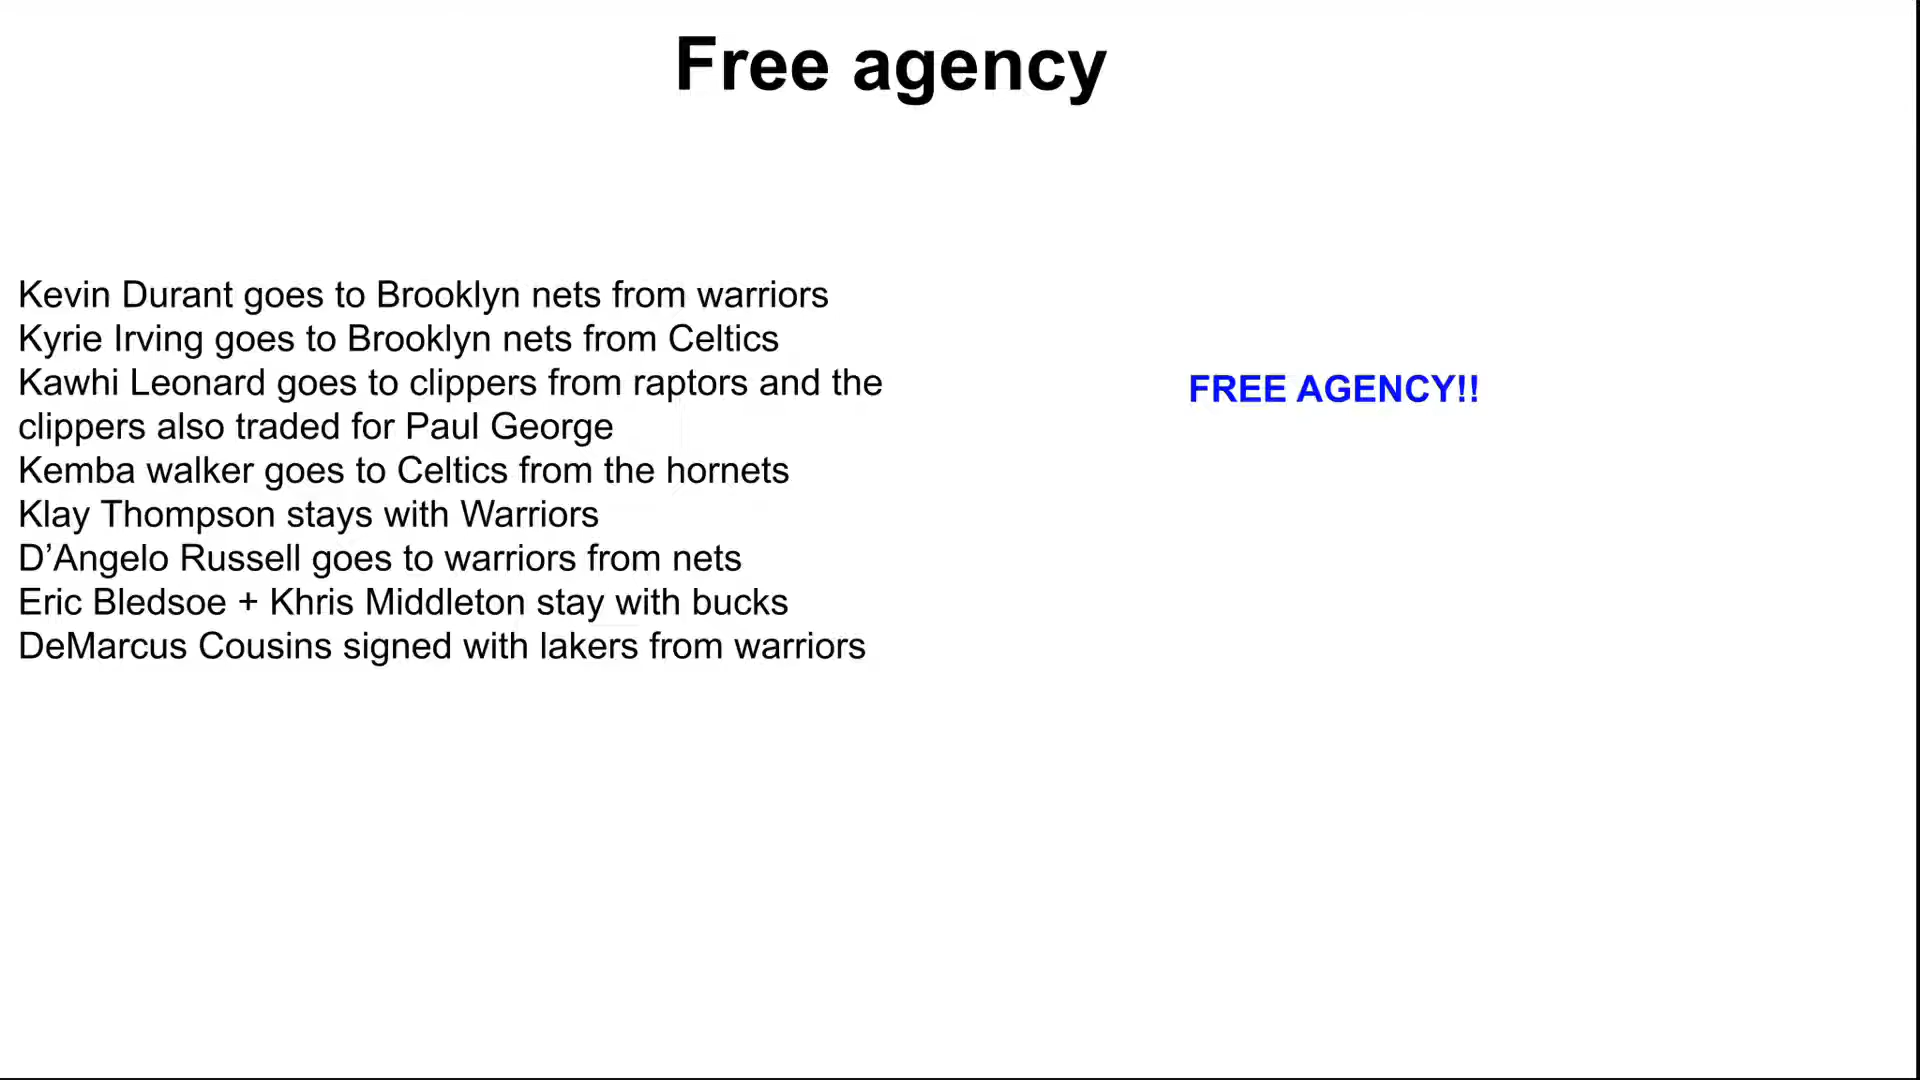 Free agency
Kevin Durant goes to Brooklyn nets from warriors
Kyrie Irving goes to Brooklyn nets from Celtics
Kawhi Leonard goes to clippers from raptors and the
clippers also traded for Paul George
Kemba walker goes to Celtics from the hornets
Klay Thompson stays with Warriors
D’Angelo Russell goes to warriors from nets
Eric Bledsoe + Khris Middleton stay with bucks
DeMarcus Cousins signed with lakers from warriors
FREE AGENCY!!